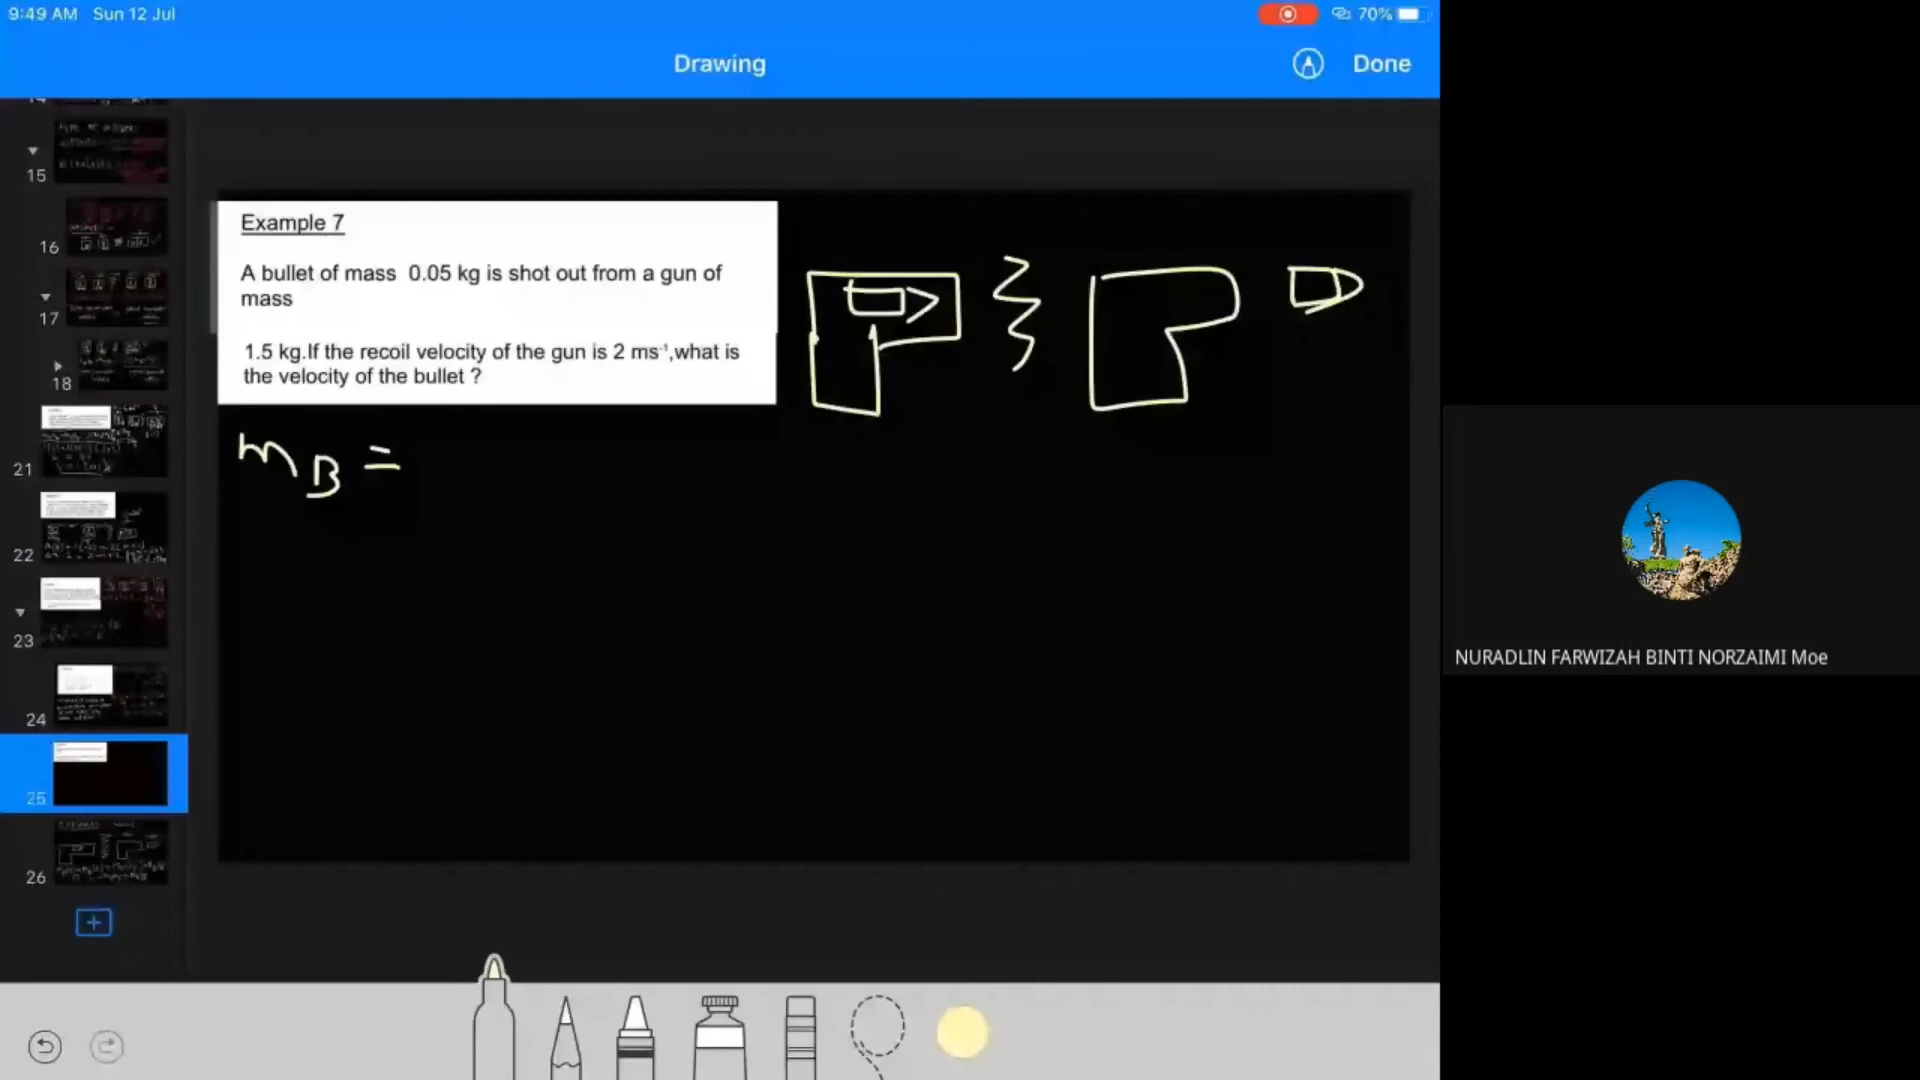 9:49 AM Sun 12 Jul
70%
Drawing
Done
14
15
16
17
18
21
22
23
24
25
26
Example 7
A bullet of mass 0.05 kg is shot out from a gun of
mass
1.5 kg.If the recoil velocity of the gun is 2 ms⁻¹,what is
the velocity of the bullet ?
m B =
NURADLIN FARWIZAH BINTI NORZAIMI Moe